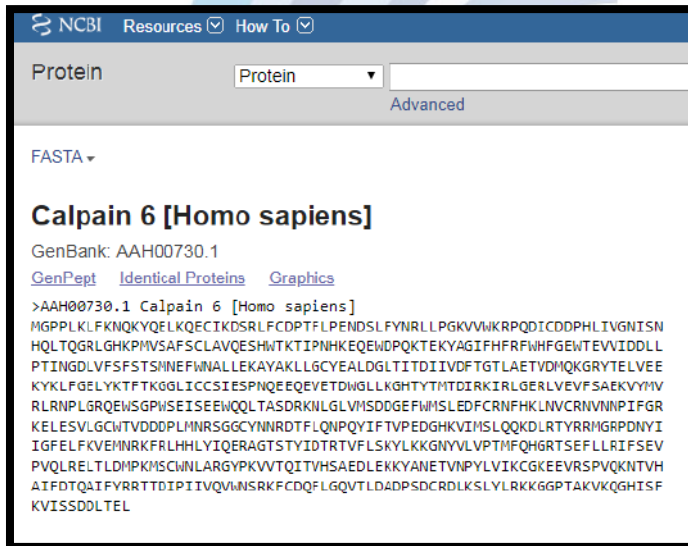 NCBI Resources How To
Protein
Protein
Advanced
FASTA
Calpain 6 [Homo sapiens]
GenBank: AAH00730.1
GenPept Identical Proteins Graphics
>AAH00730.1 Calpain 6 [Homo sapiens]
MGPPLKLFKNQKYQELKQECIKDSRLFCDPTFLPENDSLFYNRLLPGKVVWKRPQDICDDPHLIVGNISN
HQLTQGRLGHKPMVSAFSCLAVQESHWTKTIPNHKEQEWDPQKTEKYAGIFHFRFWHFGEWTEVVIDDLL
PTINGDLVFSFSTSMNEFWNALLEKAYAKLLGCYEALDGLTITDIIVDFTGTLAETVDMQKGRYTELVEE
KYKLFGELYKTFTKGGLICCSIESPNQEEQEVETDWGLLKGHTYTMTDIRKIRLGERLVEVFSAEKVYMV
RLRNPLGRQEWSGPWSEISEEWQQLTASDRKNLGLVMSDDGEFWMSLEDFCRNFHKLNVCRNVNNPIFGR
KELESVLGCWTVDDDPLMNRSGGCYNNRDTFLQNPQYIFTVPEDGHKVIMSLQQKDLRTYRRMGRPDNYI
IGFELFKVEMNRKFRLHHLYIQERAGTSTYIDTRTVFLSKYLKKGNYVLVPTMFQHGRTSEFLLRIFSEV
PVQLRELTLDMPKMSCWNLARGYPKVVTQITVHSAEDLEKKYANETVNPYLVIKCGKEEVRSPVQKNTVH
AIFDTQAIFYRRTTDIPIIVQVWNSRKFCDQFLGQVTLDADPSDCRDLKSLYLRKKGGPTAKVKQGHISF
KVISSDDLTEL